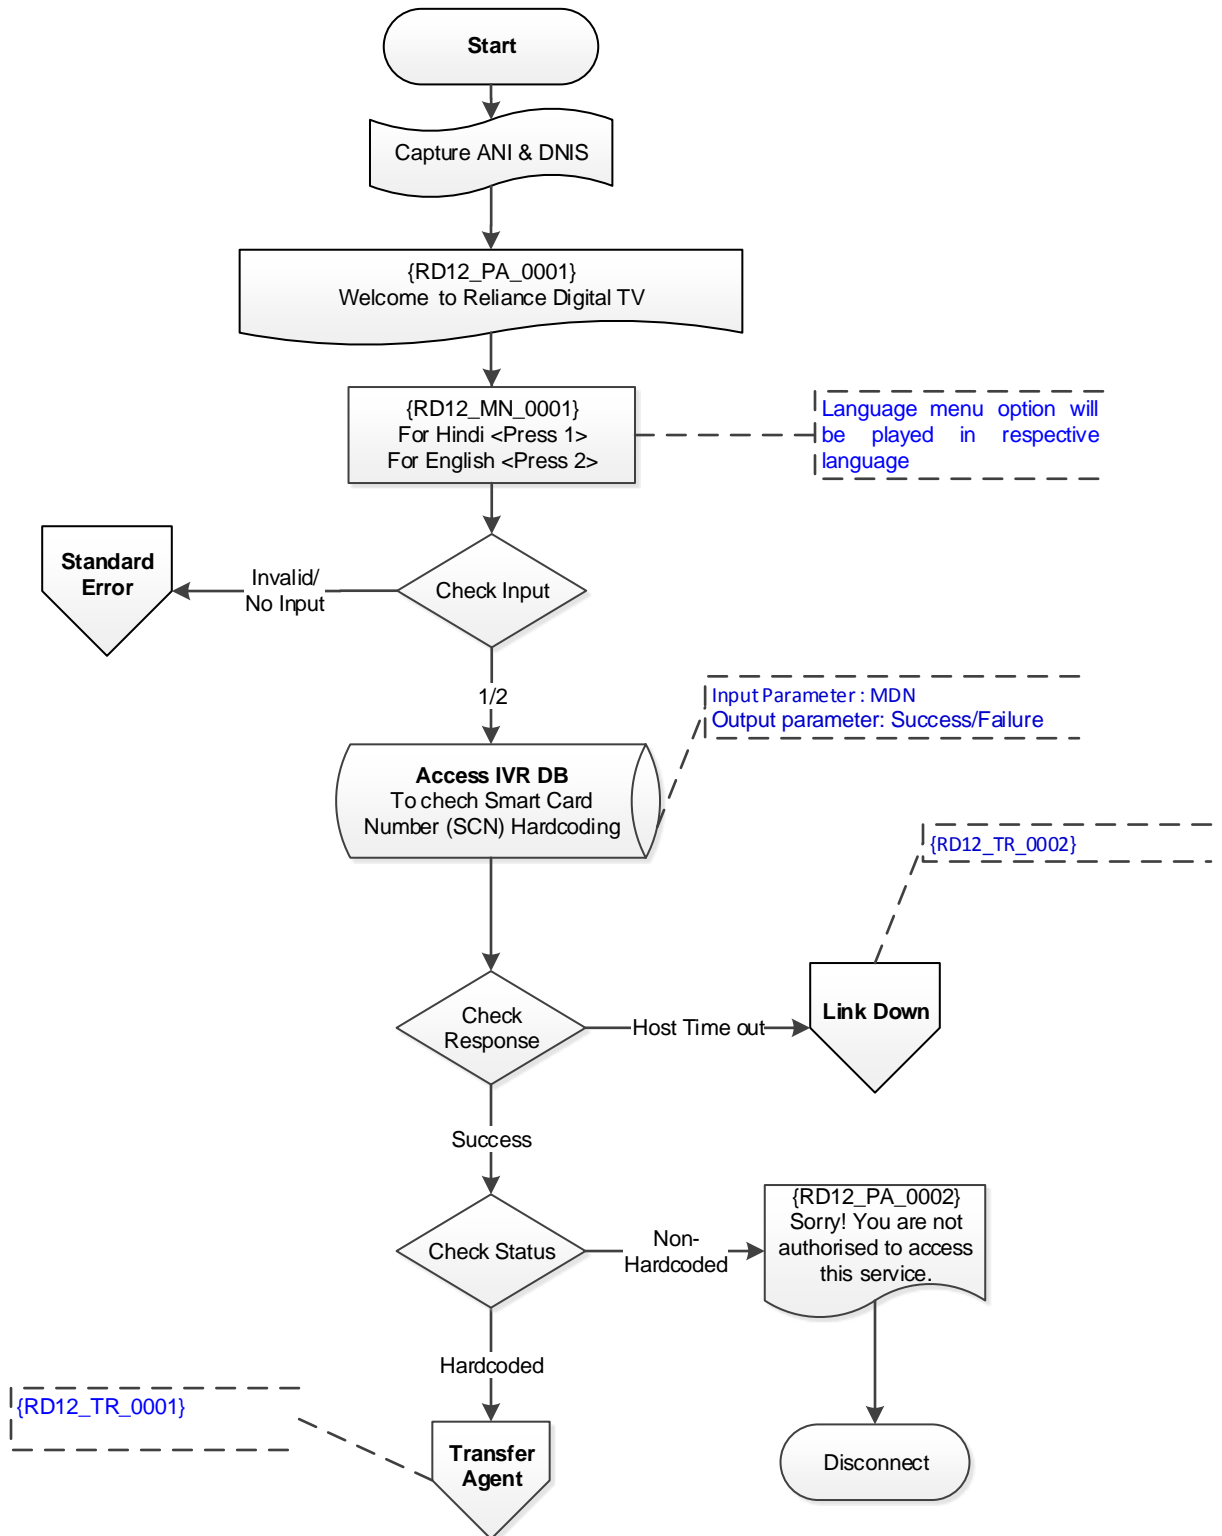 Start
Capture ANI & DNIS
{RD12_PA_0001}
Welcome to Reliance Digital TV
{RD12_MN_0001}
For Hindi <Press 1>
For English <Press 2>
Language menu option will
be played in respective
language
Standard
Error
Invalid/
No Input
Check Input
1/2
Input Parameter : MDN
Output parameter: Success/Failure
Access IVR DB
To chech Smart Card
Number (SCN) Hardcoding
{RD12_TR_0002}
Check
Response
Host Time out
Link Down
Success
Check Status
Non-
Hardcoded
{RD12_PA_0002}
Sorry! You are not
authorised to access
this service.
Hardcoded
{RD12_TR_0001}
Transfer
Agent
Disconnect